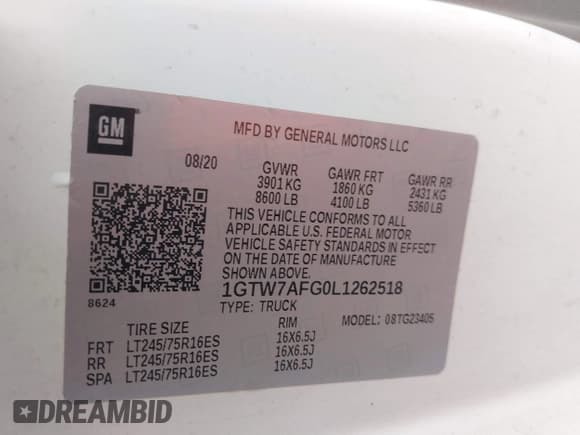 GM
MFD BY GENERAL MOTORS LLC
08/20 GVWR GAWR FRT GAWR RR
3901 KG 1860 KG 2431 KG
8600 LB 4100 LB 5360 LB
THIS VEHICLE CONFORMS TO ALL
APPLICABLE U.S. FEDERAL MOTOR
VEHICLE SAFETY STANDARDS IN EFFECT
ON THE DATE OF MANUFACTURE
SHOWN ABOVE.
8624 1GTW7AFG0L1262518
TYPE: TRUCK MODEL: 08TG23405
TIRE SIZE RIM
FRT LT245/75R16ES 16X6.5J
RR LT245/75R16ES 16X6.5J
SPA LT245/75R16ES 16X6.5J
DREAMBID